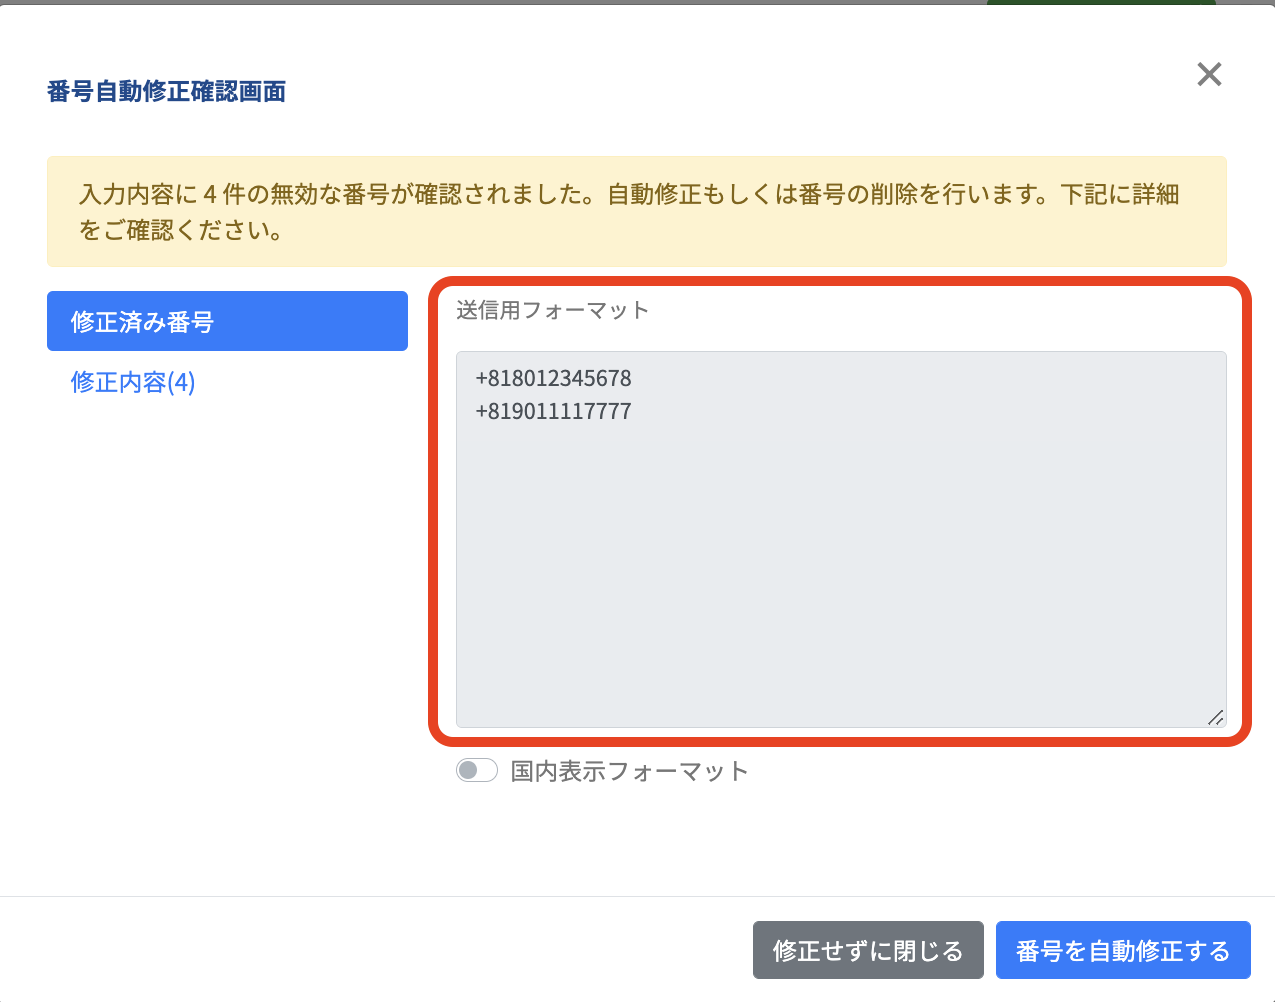 番号自動修正確認画面
入力内容に 4 件の無効な番号が確認されました。自動修正もしくは番号の削除を行います。下記に詳細
をご確認ください。
修正済み番号
修正内容(4)
送信用フォーマット
+818012345678
+819011117777
国内表示フォーマット
修正せずに閉じる
番号を自動修正する